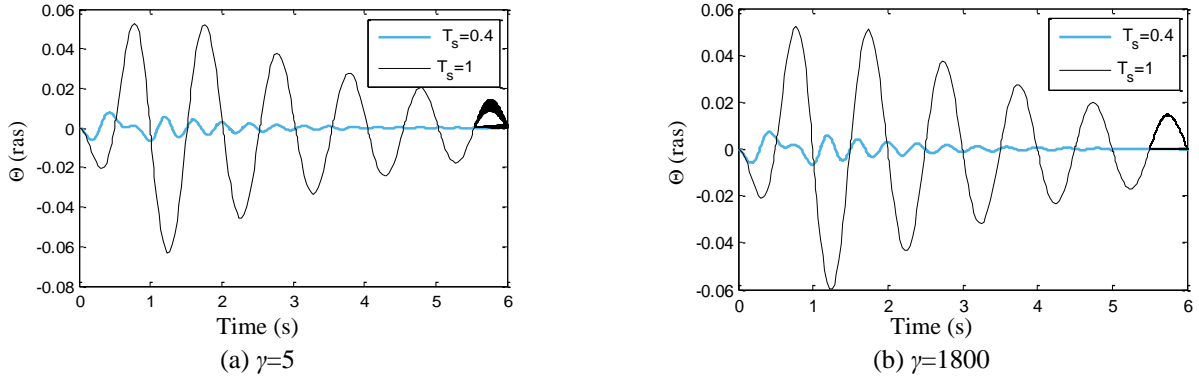 0.06
0.04
0.02
0
-0.02
-0.04
-0.06
-0.08
Θ (ras)
T_s=0.4
T_s=1
0 1 2 3 4 5 6
Time (s)
(a) γ=5
0.06
0.04
0.02
0
-0.02
-0.04
-0.06
Θ (ras)
T_s=0.4
T_s=1
0 1 2 3 4 5 6
Time (s)
(b) γ=1800